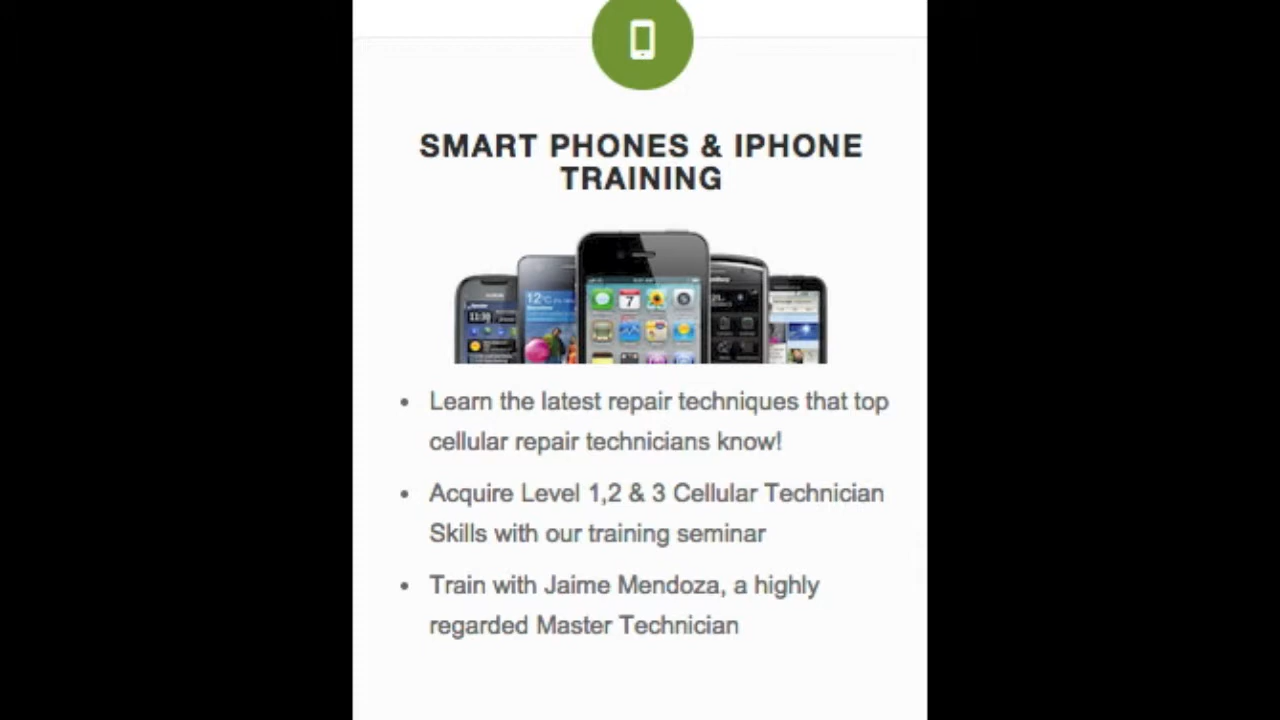 SMART PHONES & IPHONE
TRAINING
Learn the latest repair techniques that top
cellular repair technicians know!
Acquire Level 1,2 & 3 Cellular Technician
Skills with our training seminar
Train with Jaime Mendoza, a highly
regarded Master Technician